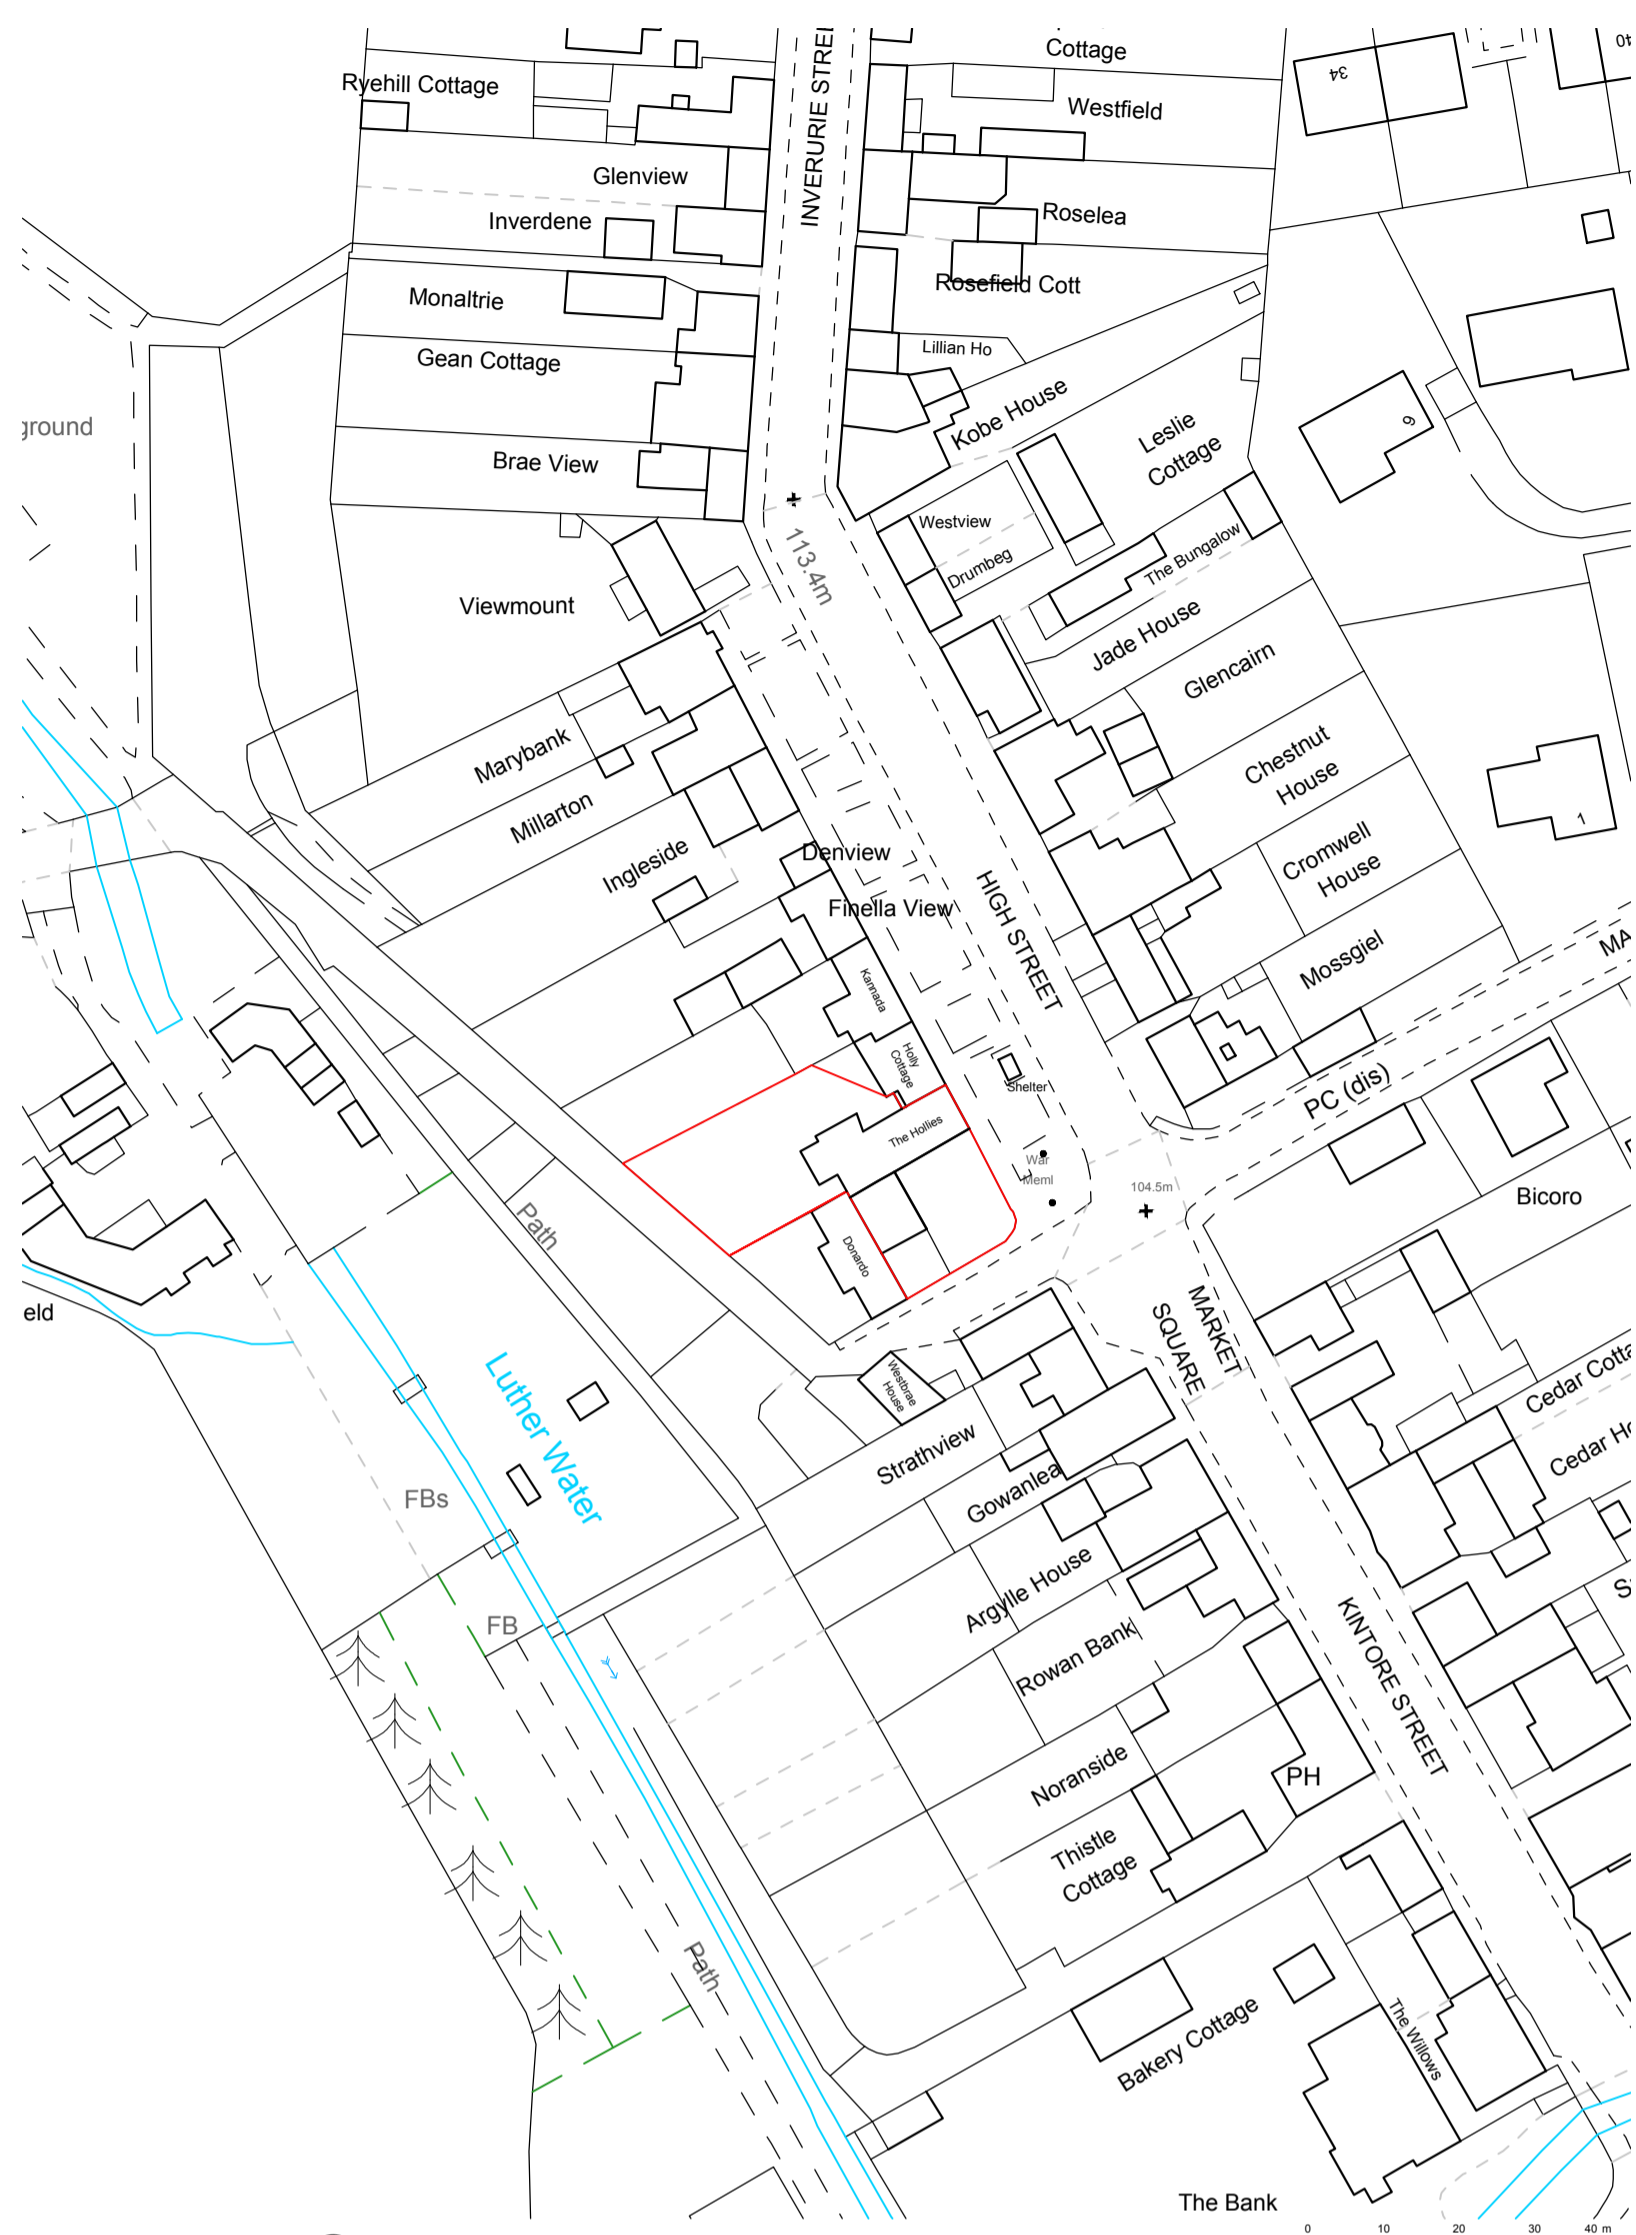 INVERURIE STREE
Cottage
34
40
Ryehill Cottage
Westfield
Glenview
Inverdene
Roselea
Monaltrie
Rosefield Cott
Gean Cottage
Lillian Ho
ground
Kobe House
Leslie
Cottage
9
Brae View
Westview
Drumbeg
The Bungalow
113.4m
Viewmount
Jade House
Glencairn
Marybank
Chestnut
House
Millarton
1
Ingleside
Denview
Cromwell
House
Finella View
HIGH STREET
Mossgiel
MA
Kannada
Holly
Cottage
Shelter
PC (dis)
The Hollies
War
Meml
104.5m
Bicoro
Path
Donardo
eld
MARKET
SQUARE
Luther Water
Westbrae
House
Cedar Cotta
Strathview
Cedar Ho
Gowanlea
FBs
Argylle House
FB
Rowan Bank
KINTORE STREET
Noranside
PH
Thistle
Cottage
Path
Bakery Cottage
The Willows
The Bank
0 10 20 30 40 m